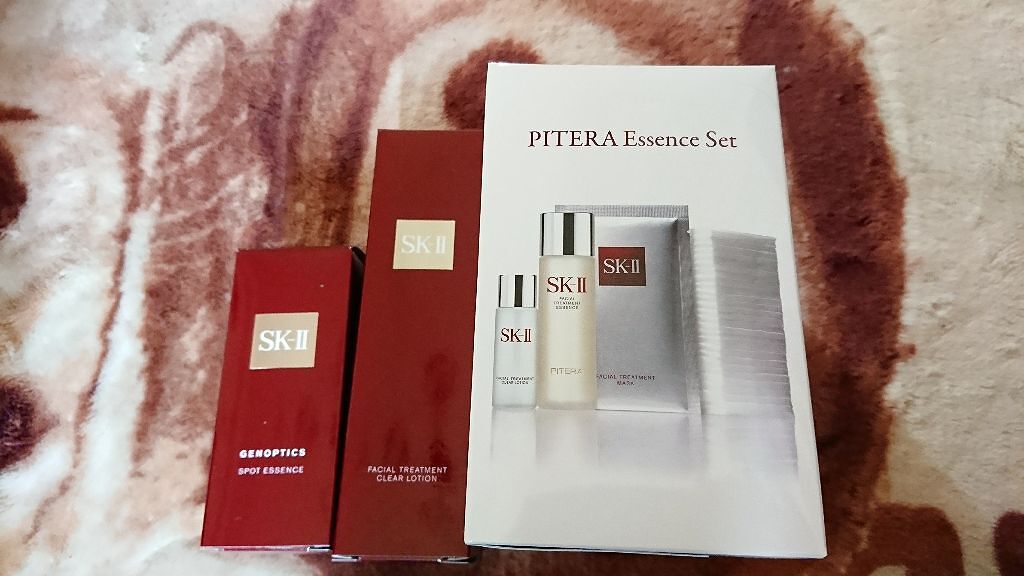 SK-II
GENOPTICS
SPOT ESSENCE
SK-II
FACIAL TREATMENT
CLEAR LOTION
PITERA Essence Set
SK-II
FACIAL TREATMENT
CLEAR LOTION
SK-II
FACIAL
TREATMENT
ESSENCE
PITERA
SK-II
FACIAL TREATMENT
MASK